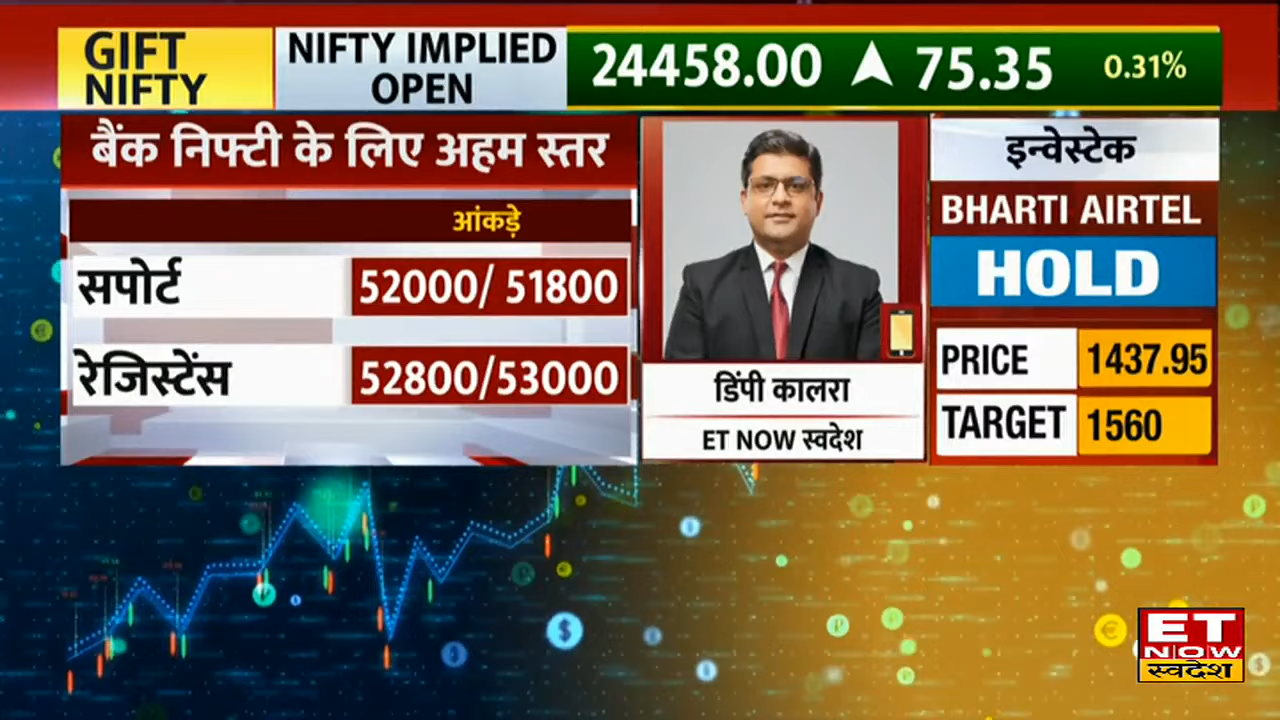 GIFT
NIFTY
NIFTY IMPLIED
OPEN
24458.00 75.35 0.31%
बैंक निफ्टी के लिए अहम स्तर
आंकड़े
सपोर्ट 52000/ 51800
रेजिस्टेंस 52800/53000
डिंपी कालरा
ET NOW स्वदेश
इन्वेस्टेक
BHARTI AIRTEL
HOLD
PRICE 1437.95
TARGET 1560
ET
NOW
स्वदेश